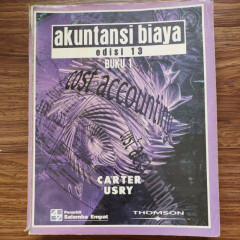 akuntansi biaya
edisi 13
BUKU 1
cost accounting
CARTER
USRY
Penerbit
Salemba Empat
THOMSON